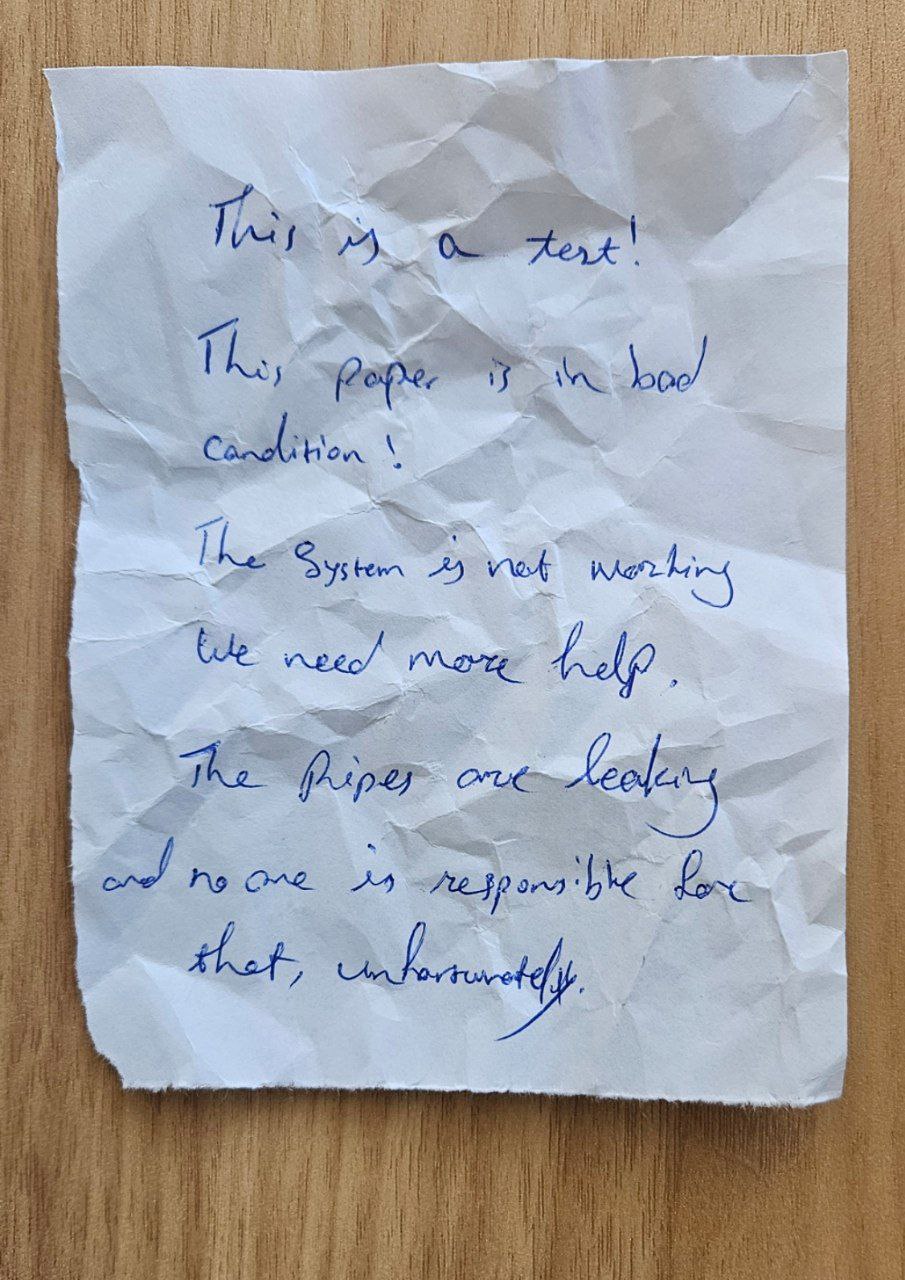 This is a test!
This paper is in bad
condition!
The System is not working
We need more help.
The Pipes are leaking
and no one is responsible for
that, unfortunately.